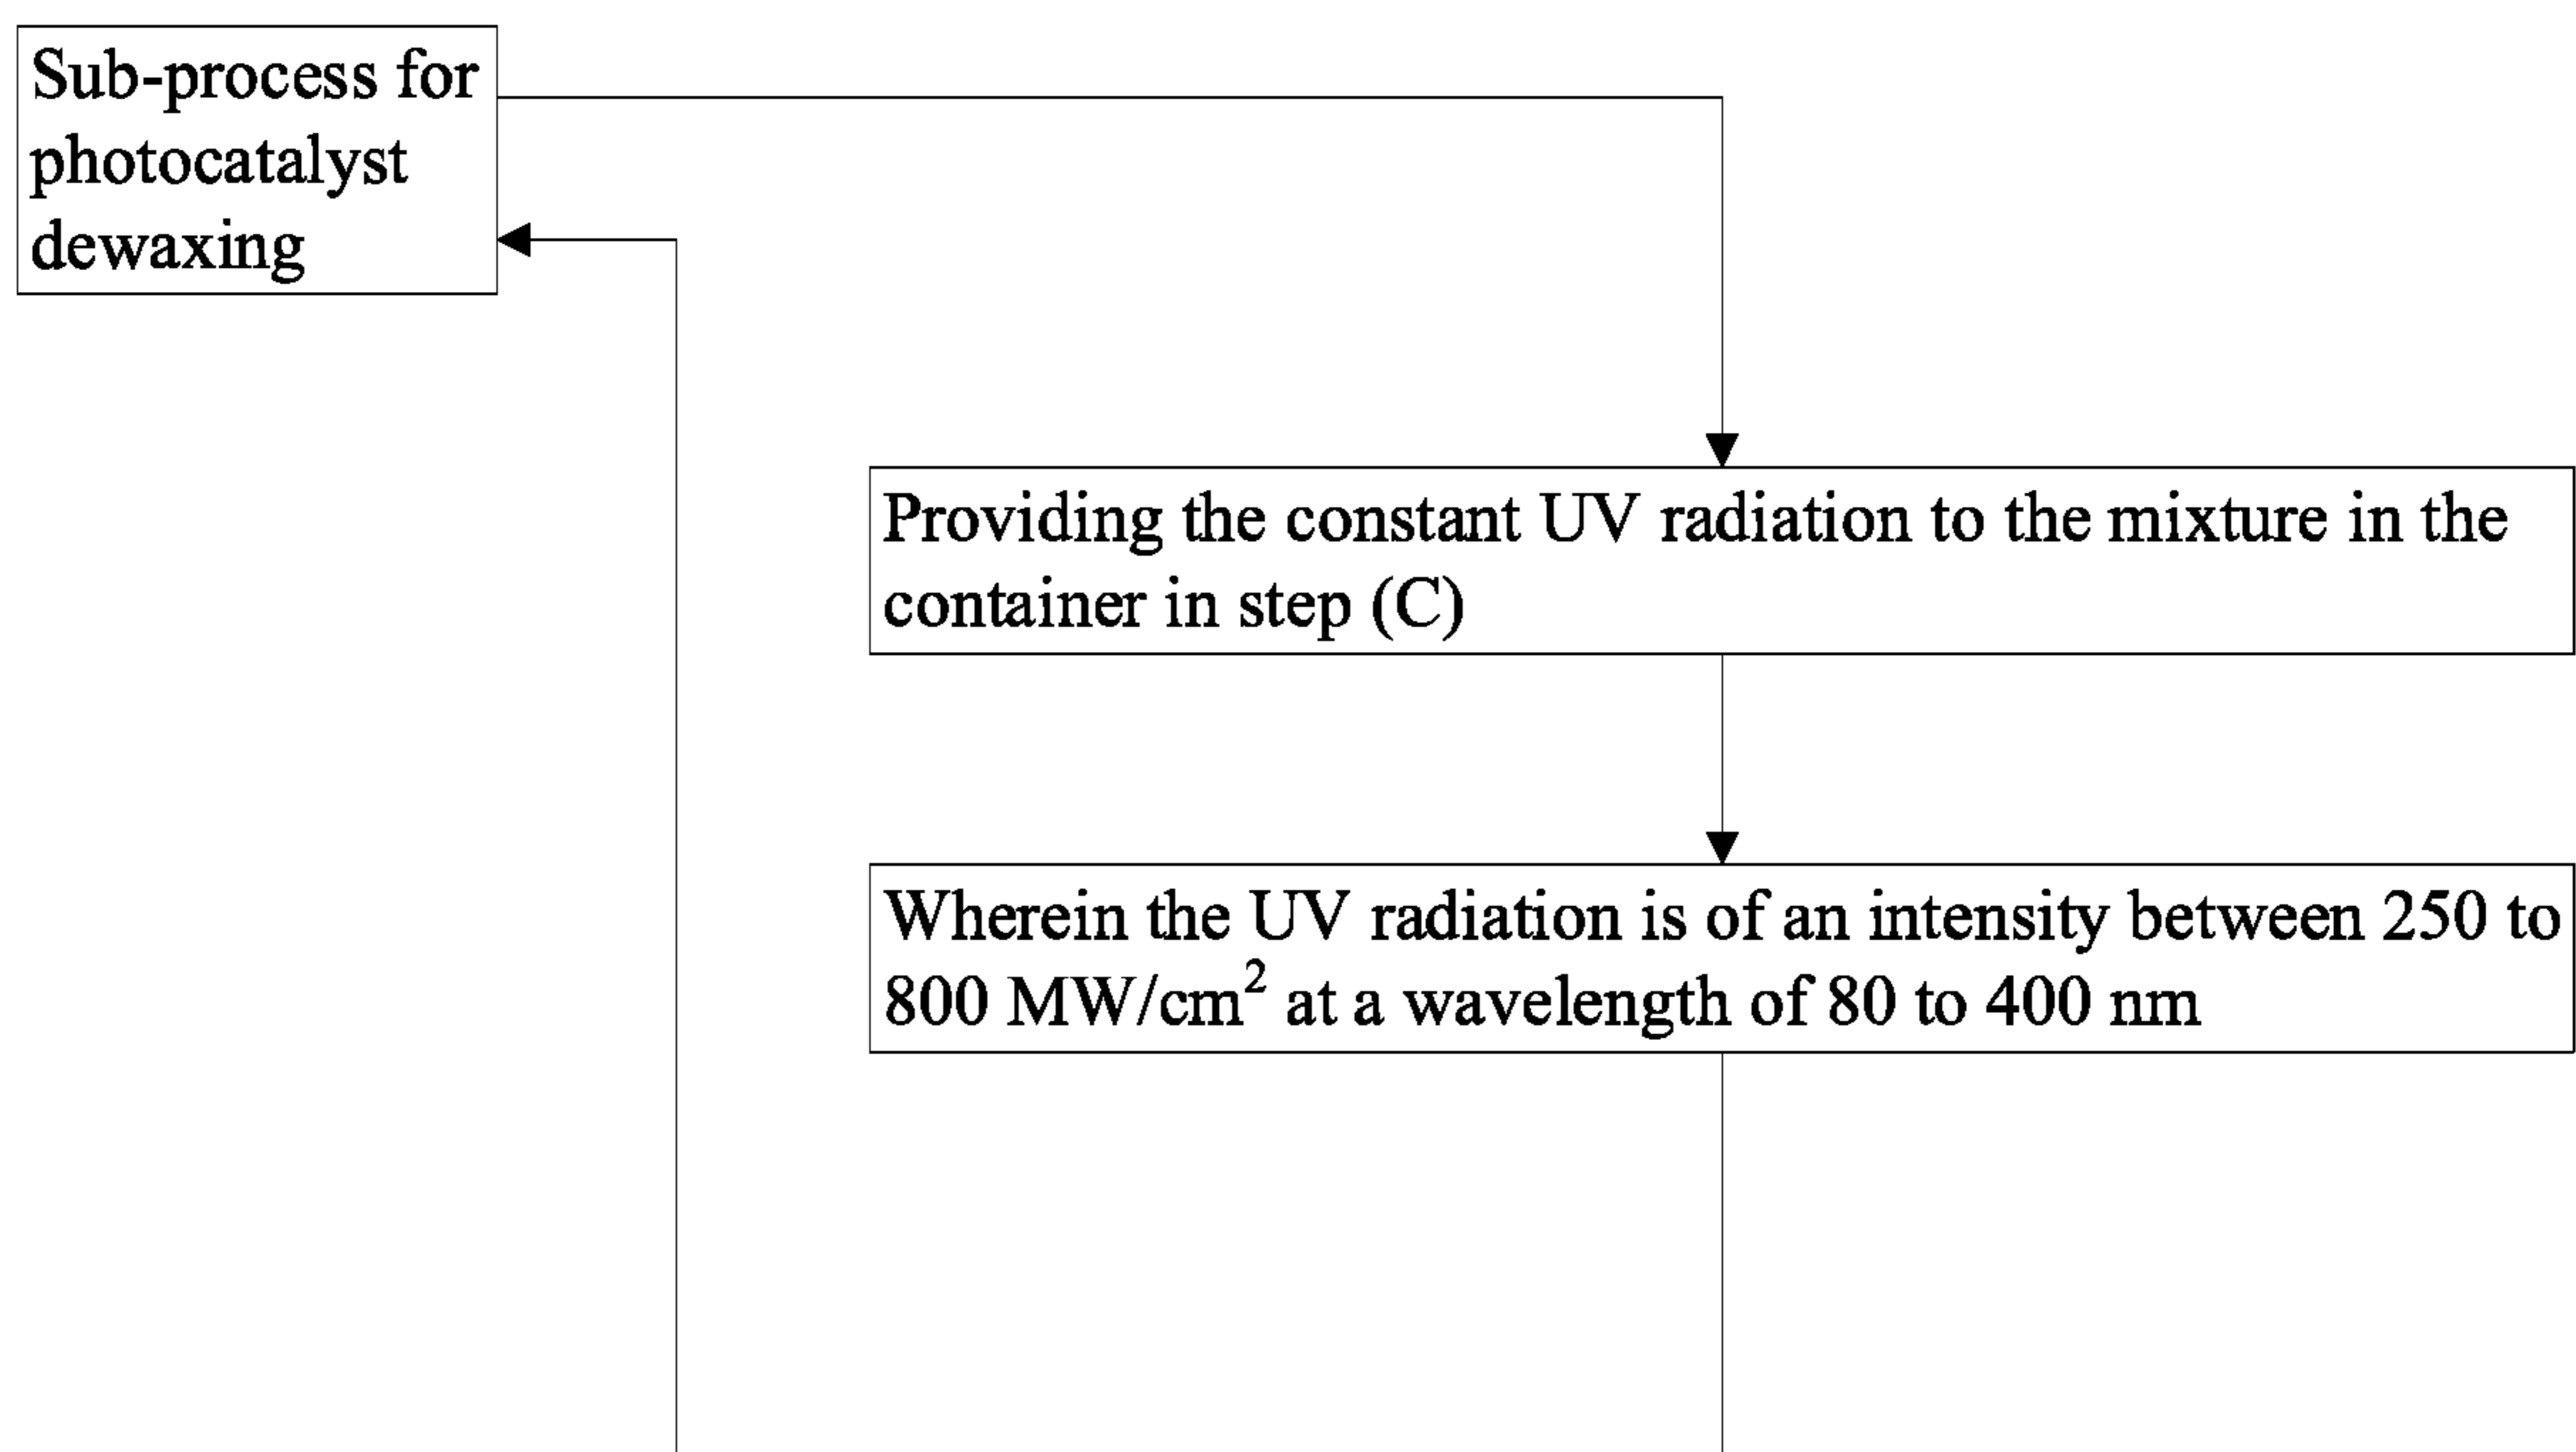 Sub-process for
photocatalyst
dewaxing
Providing the constant UV radiation to the mixture in the
container in step (C)
Wherein the UV radiation is of an intensity between 250 to
800 MW/cm² at a wavelength of 80 to 400 nm